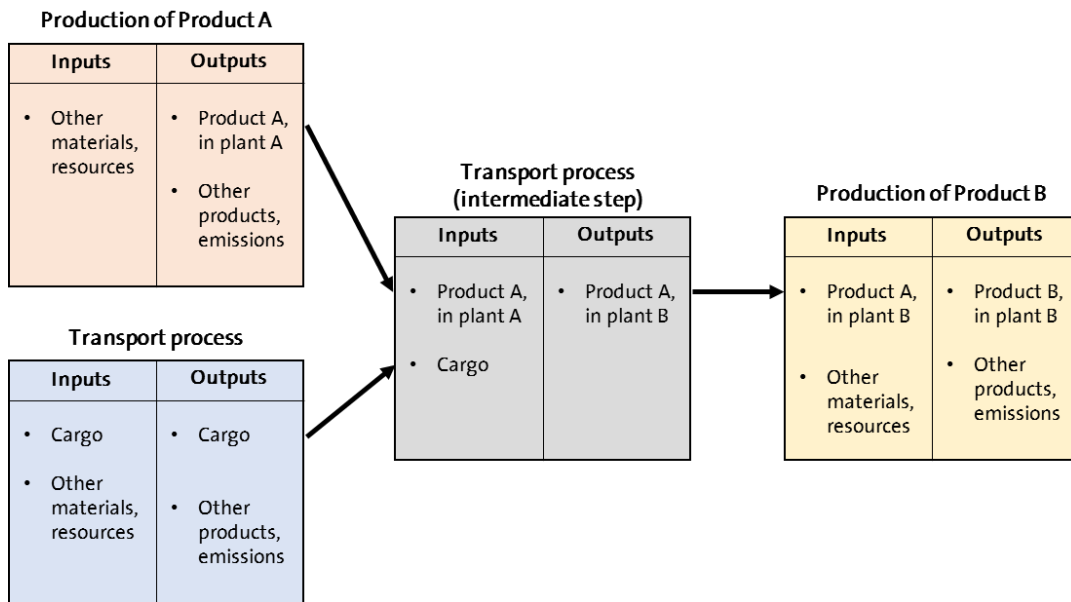 Production of Product A
Inputs
Outputs
• Other
materials,
resources
• Product A,
in plant A
• Other
products,
emissions
Transport process
Inputs
Outputs
• Cargo
• Other
materials,
resources
• Cargo
• Other
products,
emissions
Transport process
(intermediate step)
Inputs
Outputs
• Product A,
in plant A
• Cargo
• Product A,
in plant B
Production of Product B
Inputs
Outputs
• Product A,
in plant B
• Other
materials,
resources
• Product B,
in plant B
• Other
products,
emissions